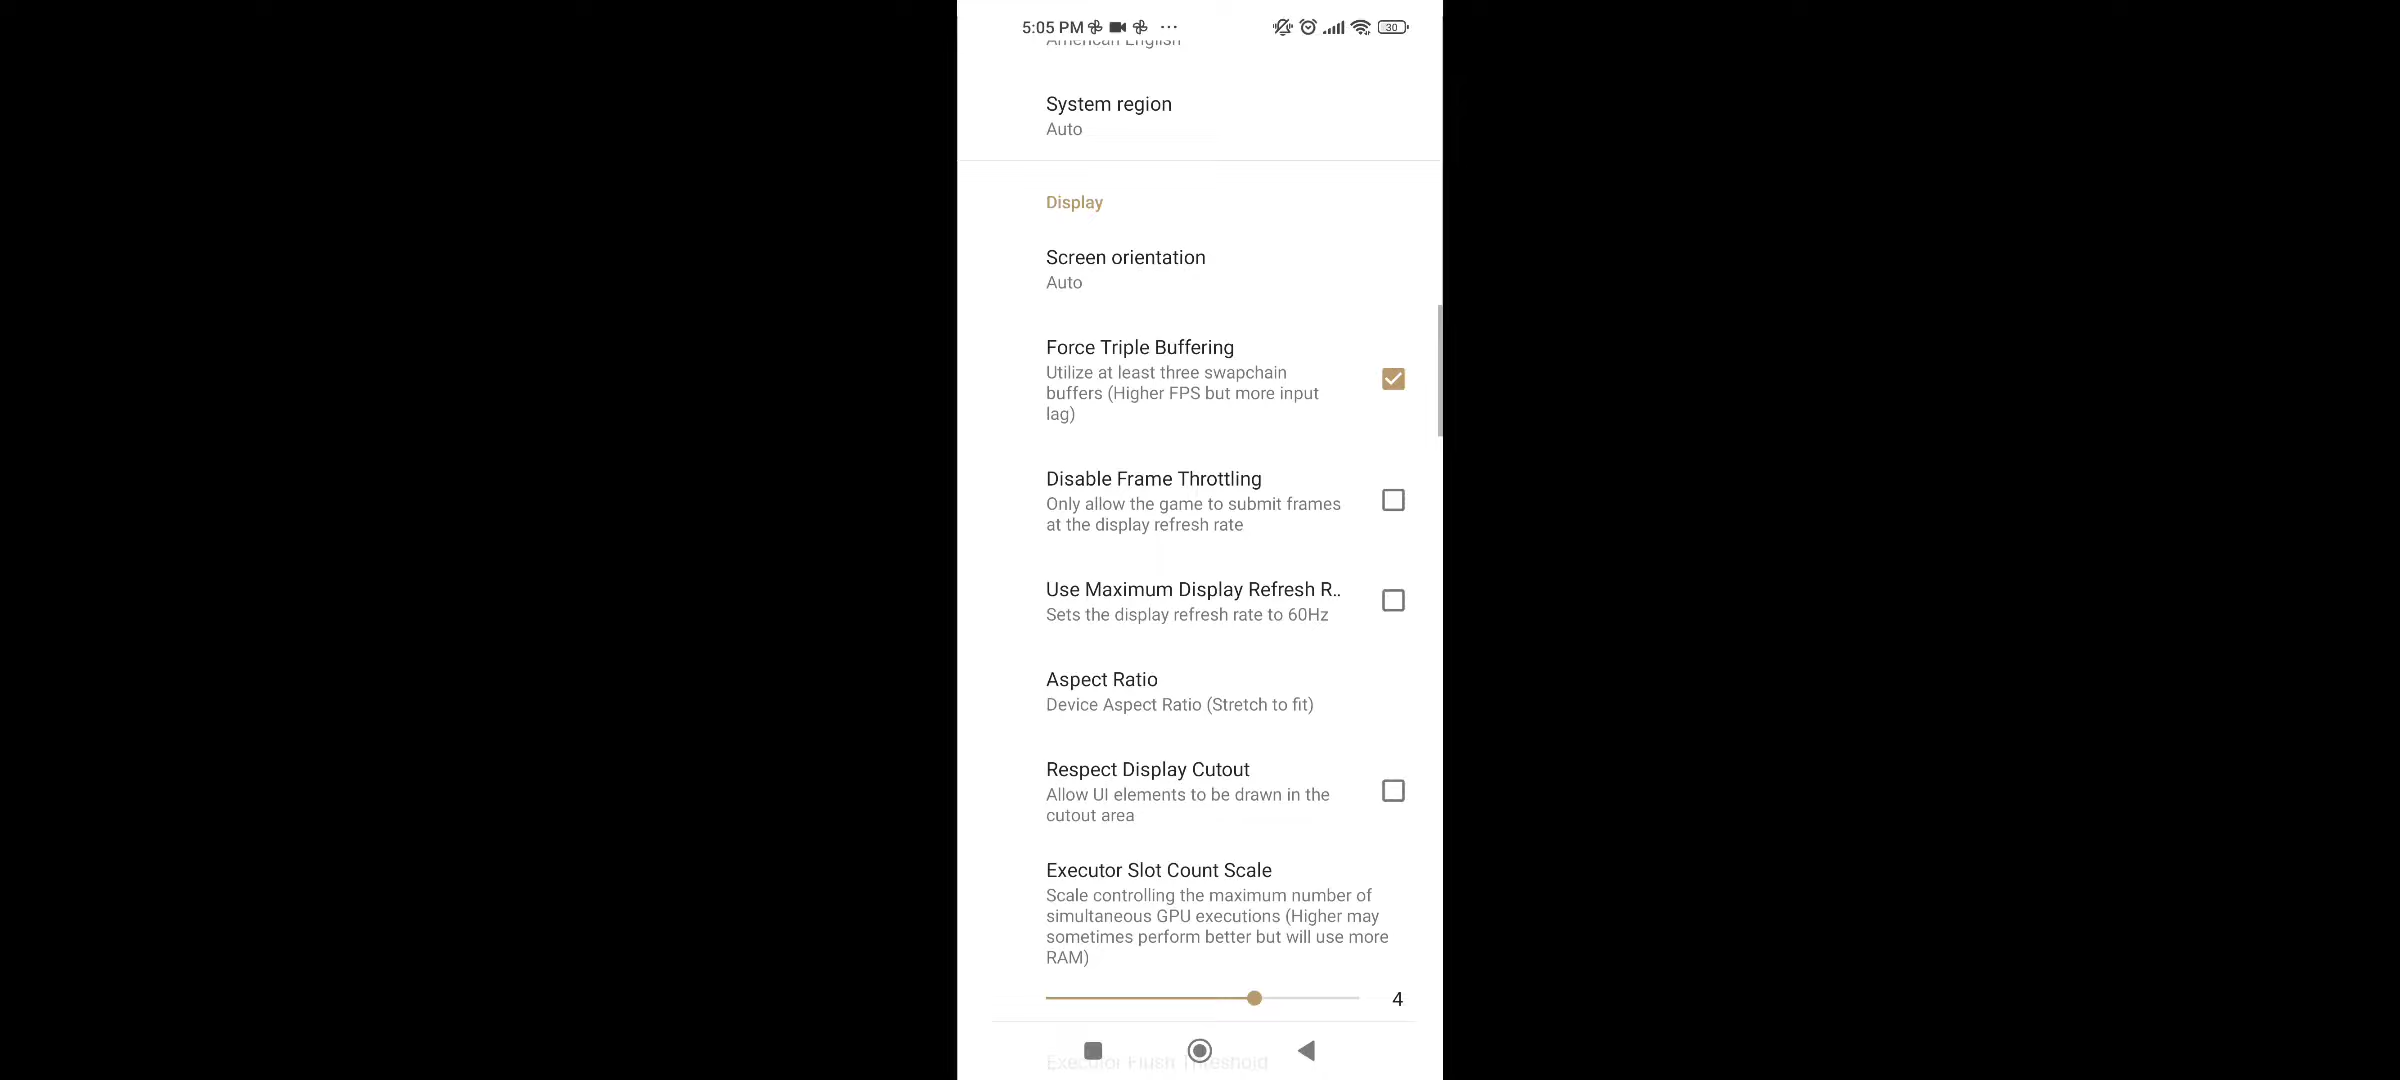 5:05 PM
30
American English
System region
Auto
Display
Screen orientation
Auto
Force Triple Buffering
Utilize at least three swapchain
buffers (Higher FPS but more input
lag)
Disable Frame Throttling
Only allow the game to submit frames
at the display refresh rate
Use Maximum Display Refresh R..
Sets the display refresh rate to 60Hz
Aspect Ratio
Device Aspect Ratio (Stretch to fit)
Respect Display Cutout
Allow UI elements to be drawn in the
cutout area
Executor Slot Count Scale
Scale controlling the maximum number of
simultaneous GPU executions (Higher may
sometimes perform better but will use more
RAM)
4
Executor Flush Threshold